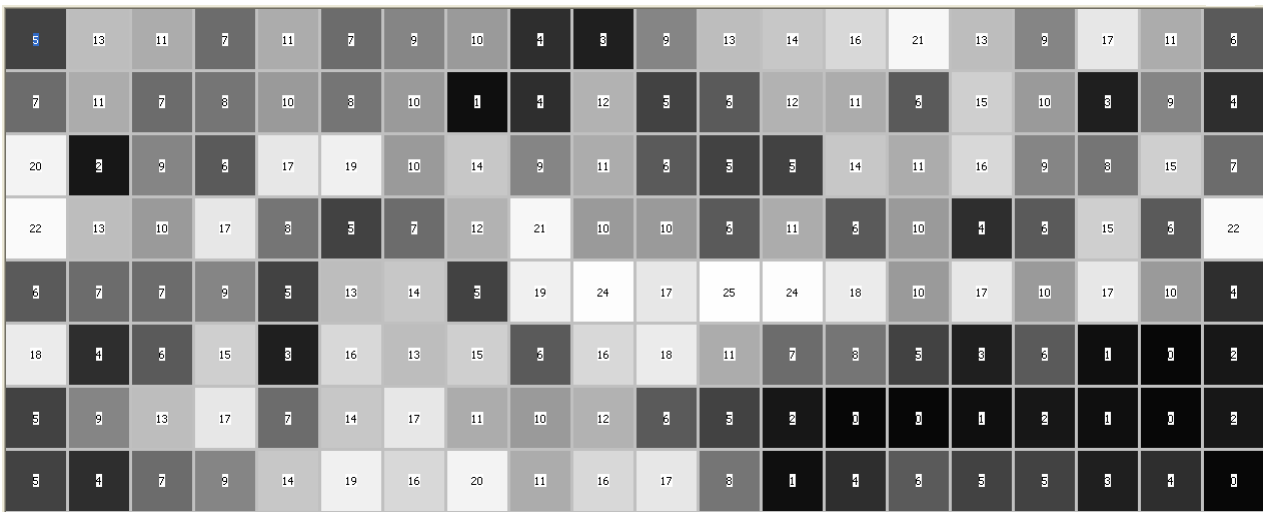 5 13 11 7 11 7 9 10 4 3 9 13 14 16 21 13 9 17 11 6
7 11 7 8 10 8 10 1 4 12 5 6 12 11 6 15 10 3 9 4
20 2 9 6 17 19 10 14 9 11 6 5 5 14 11 16 9 8 15 7
22 13 10 17 8 5 7 12 21 10 10 6 11 6 10 4 6 15 6 22
6 7 7 9 5 13 14 5 19 24 17 25 24 18 10 17 10 17 10 4
18 4 6 15 3 16 13 15 6 16 18 11 7 8 5 3 6 1 0 2
5 9 13 17 7 14 17 11 10 12 6 5 2 0 0 1 2 1 0 2
5 4 7 9 14 19 16 20 11 16 17 8 1 4 6 5 5 3 4 0